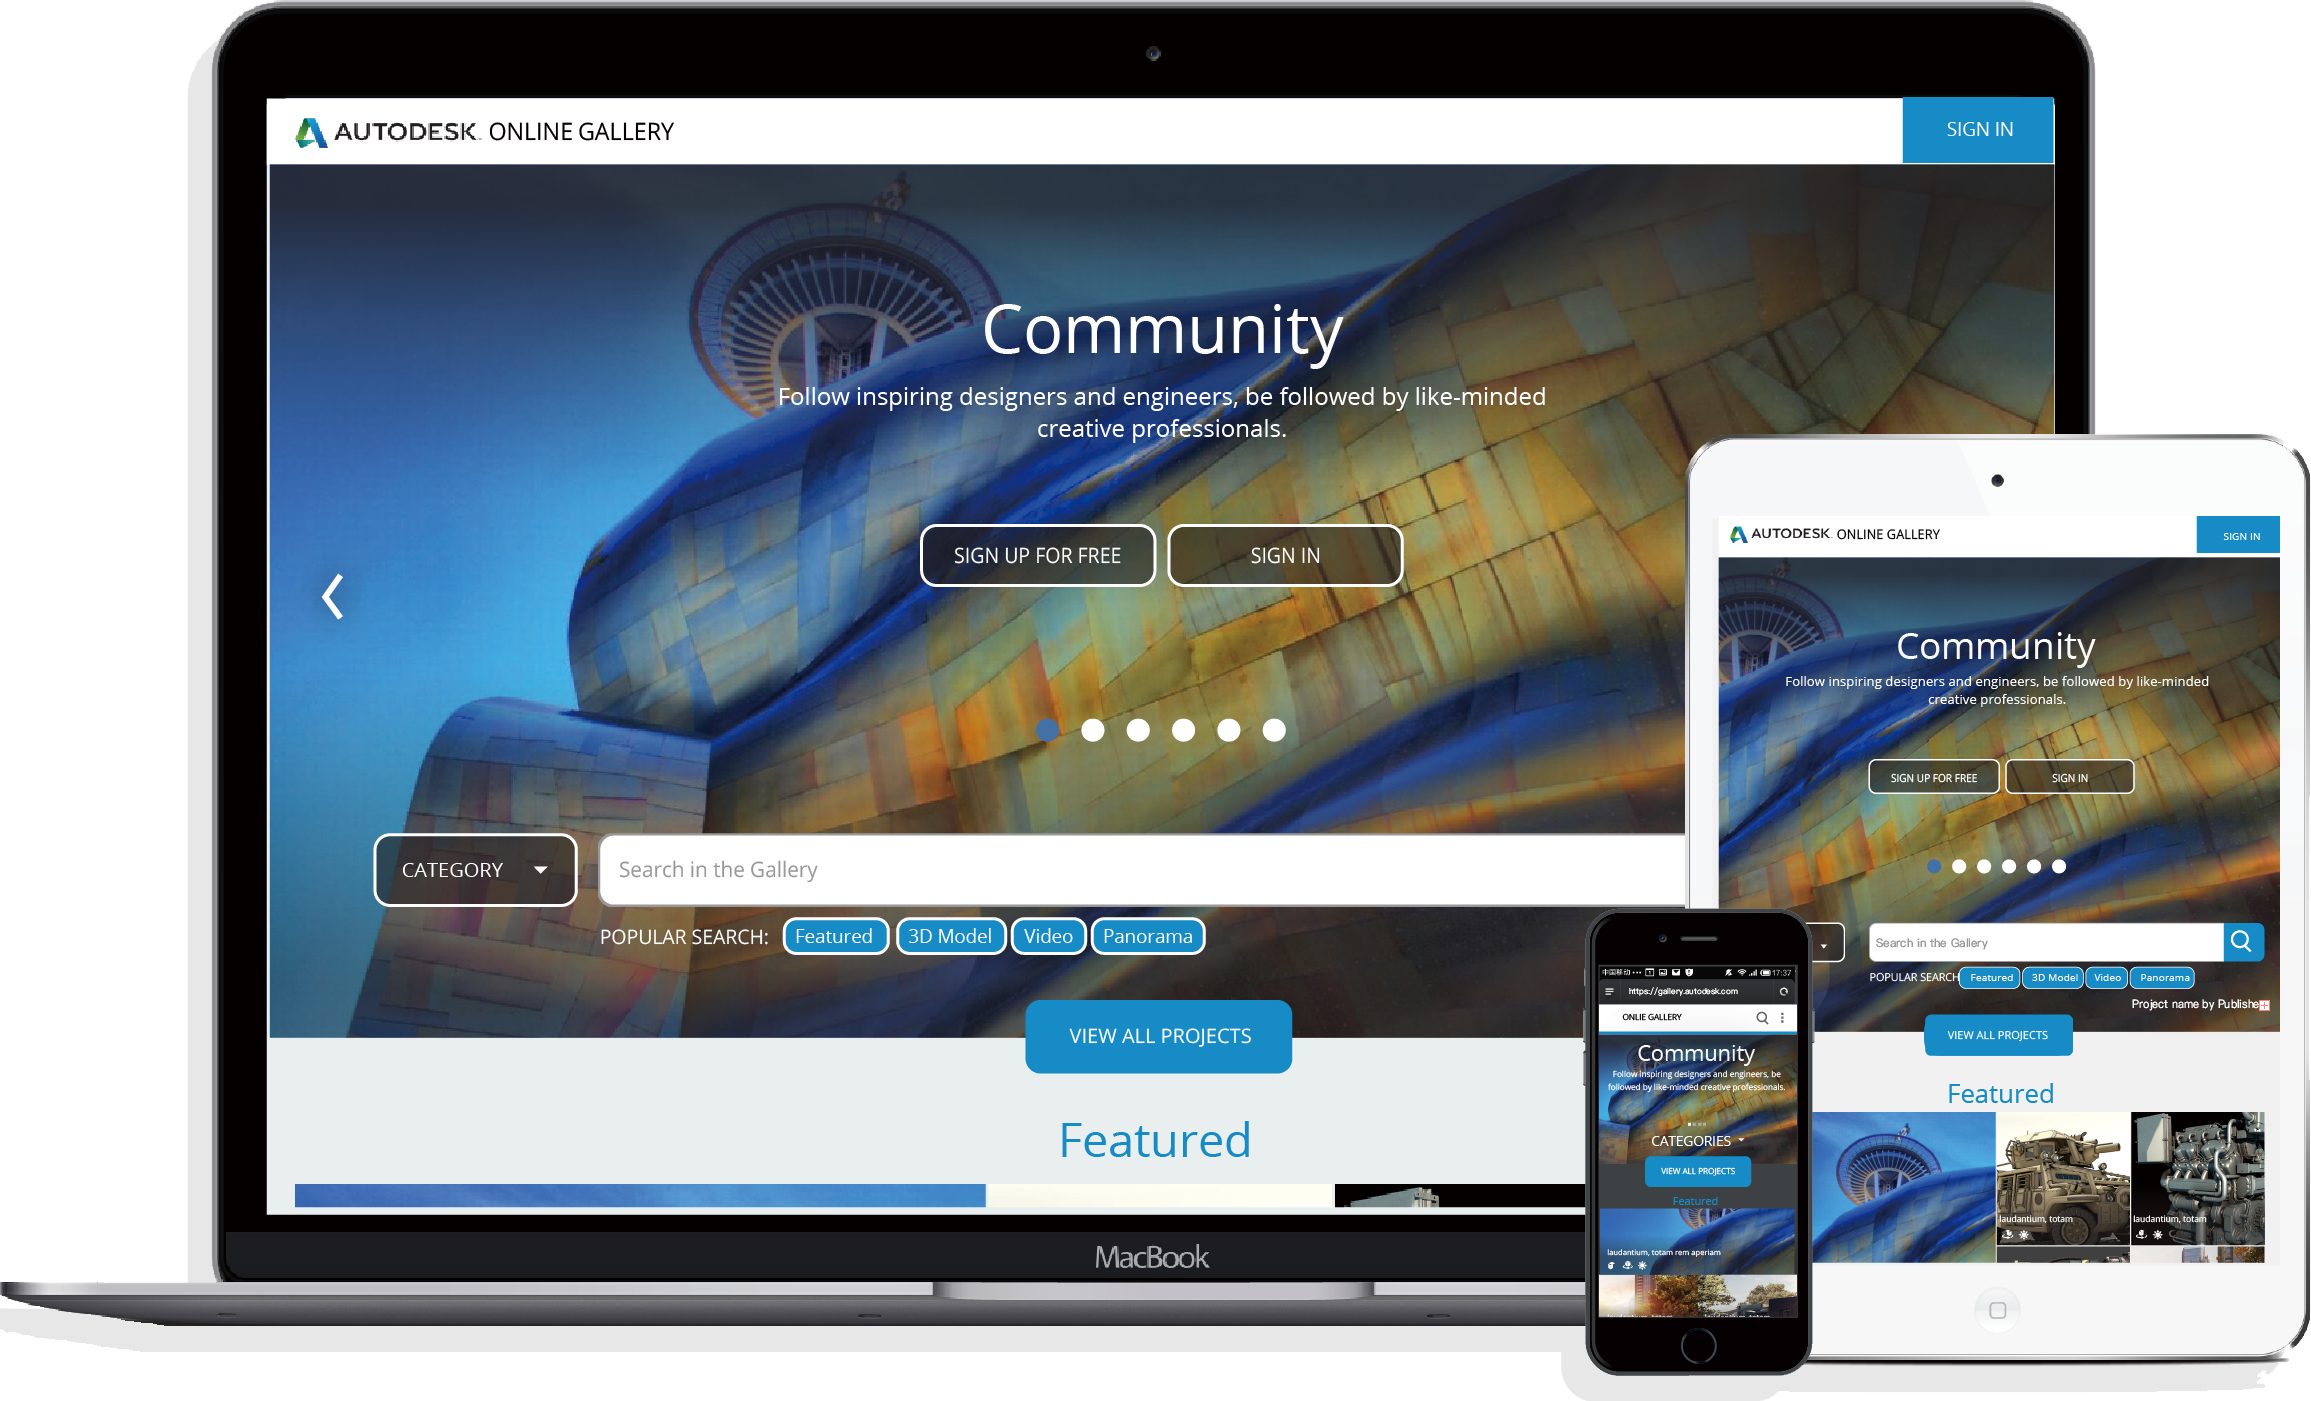 AUTODESK. ONLINE GALLERY
SIGN IN
Community
Follow inspiring designers and engineers, be followed by like-minded
creative professionals.
SIGN UP FOR FREE
SIGN IN
CATEGORY
Search in the Gallery
POPULAR SEARCH:
Featured
3D Model
Video
Panorama
VIEW ALL PROJECTS
Featured
MacBook
AUTODESK. ONLINE GALLERY
SIGN IN
Community
Follow inspiring designers and engineers, be followed by like-minded
creative professionals.
SIGN UP FOR FREE
SIGN IN
Search in the Gallery
POPULAR SEARCH
Featured
3D Model
Video
Panorama
Project name by Publishe
VIEW ALL PROJECTS
Featured
laudantium, totam
laudantium, totam
中国移动 ••• 17:37
https://gallery.autodesk.com
ONLIE GALLERY
Community
Follow inspiring designers and engineers, be
followed by like-minded creative professionals.
CATEGORIES
VIEW ALL PROJECTS
Featured
laudantium, totam rem aperiam